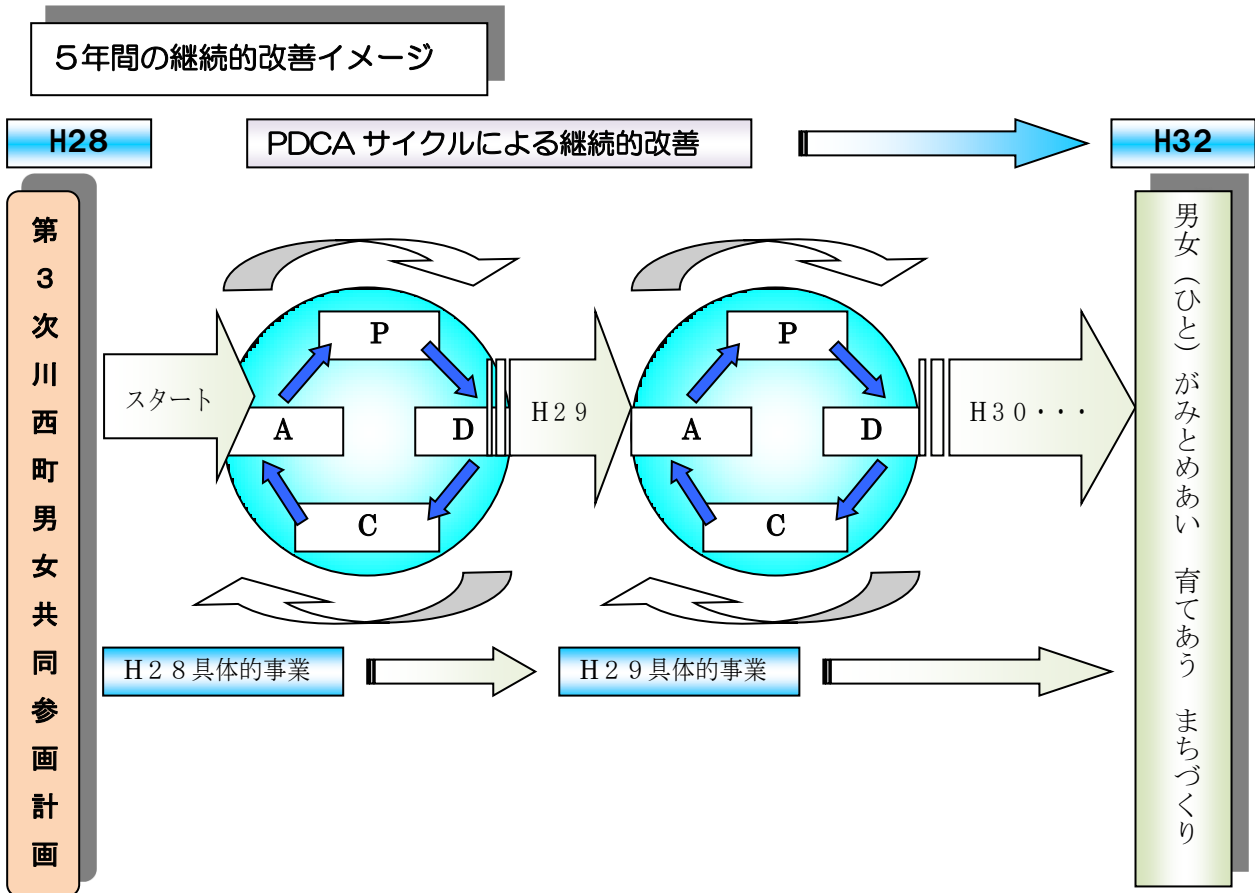 ５年間の継続的改善イメージ
H28
PDCA サイクルによる継続的改善
H32
第３次川西町男女共同参画計画
スタート
P
A
D
C
H２９
P
A
D
C
H３０・・・
男女（ひと）がみとめあい　育てあう　まちづくり
H２８具体的事業
H２９具体的事業